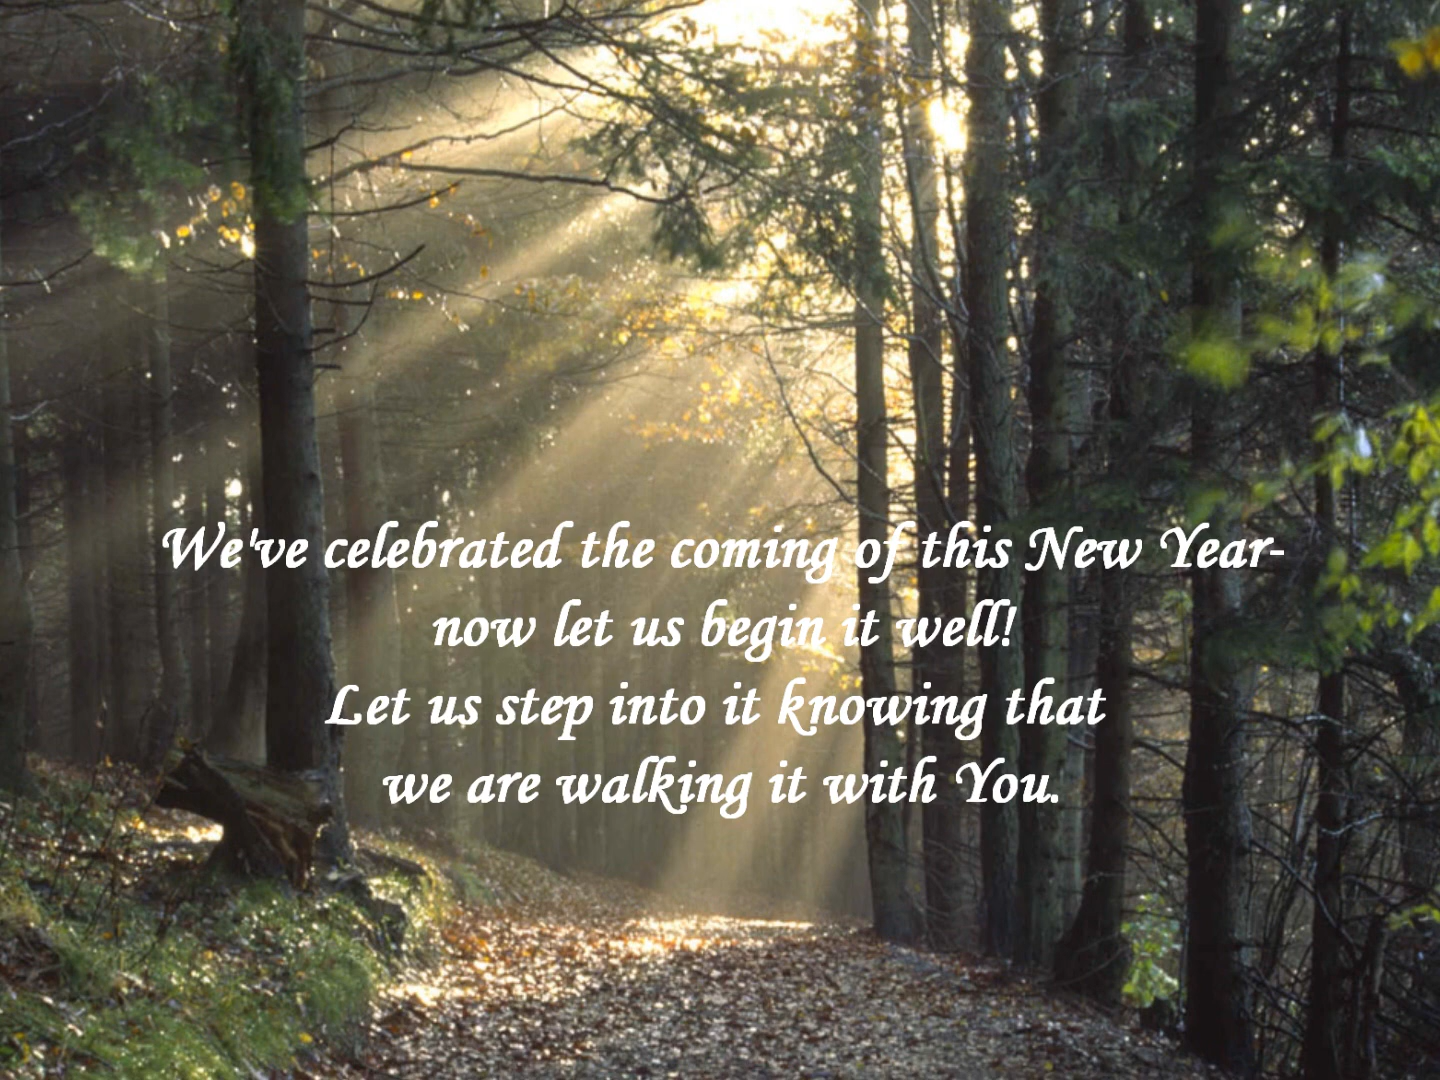 We've celebrated the coming of this New Year-
now let us begin it well!
Let us step into it knowing that
we are walking it with You.